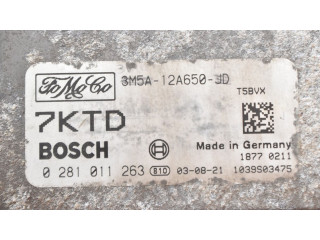 FoMoCo
3M5A-12A650-JD
T5BVX
7KTD
BOSCH
Made in Germany
1877 0211
0 281 011 263 B10 03-08-21 1039S03475